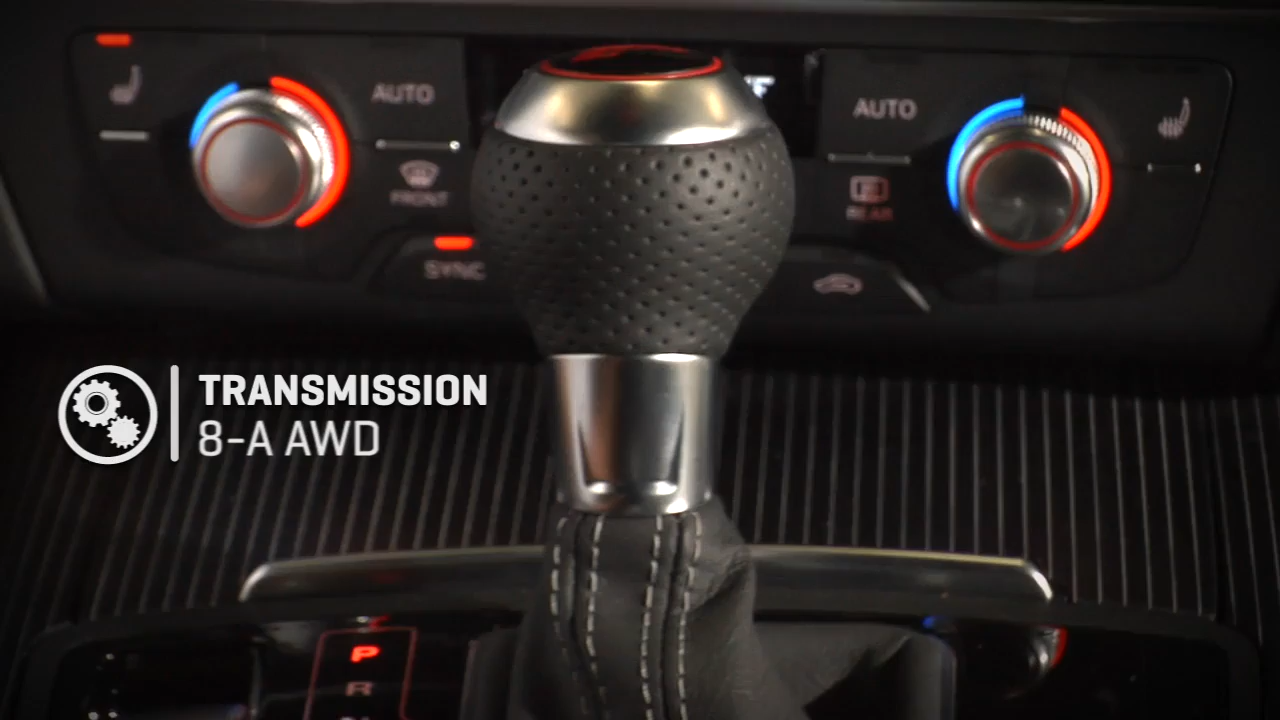 AUTO
AUTO
FRONT
REAR
SYNC
TRANSMISSION
8-A AWD
P
R